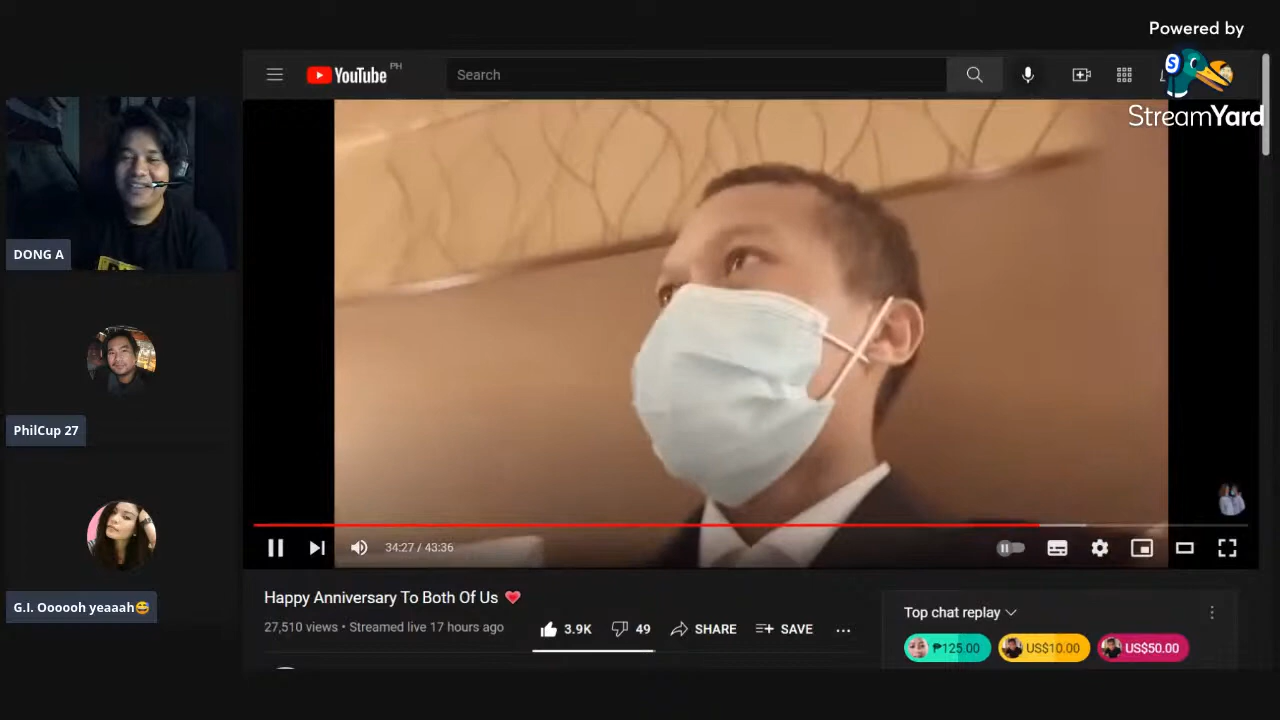 Powered by
StreamYard
YouTube PH
Search
DONG A
PhilCup 27
G.I. Oooooh yeaaah😅
34:27 / 43:36
Happy Anniversary To Both Of Us ❤️
27,510 views • Streamed live 17 hours ago
3.9K
49
SHARE
SAVE
Top chat replay
₱125.00
US$10.00
US$50.00